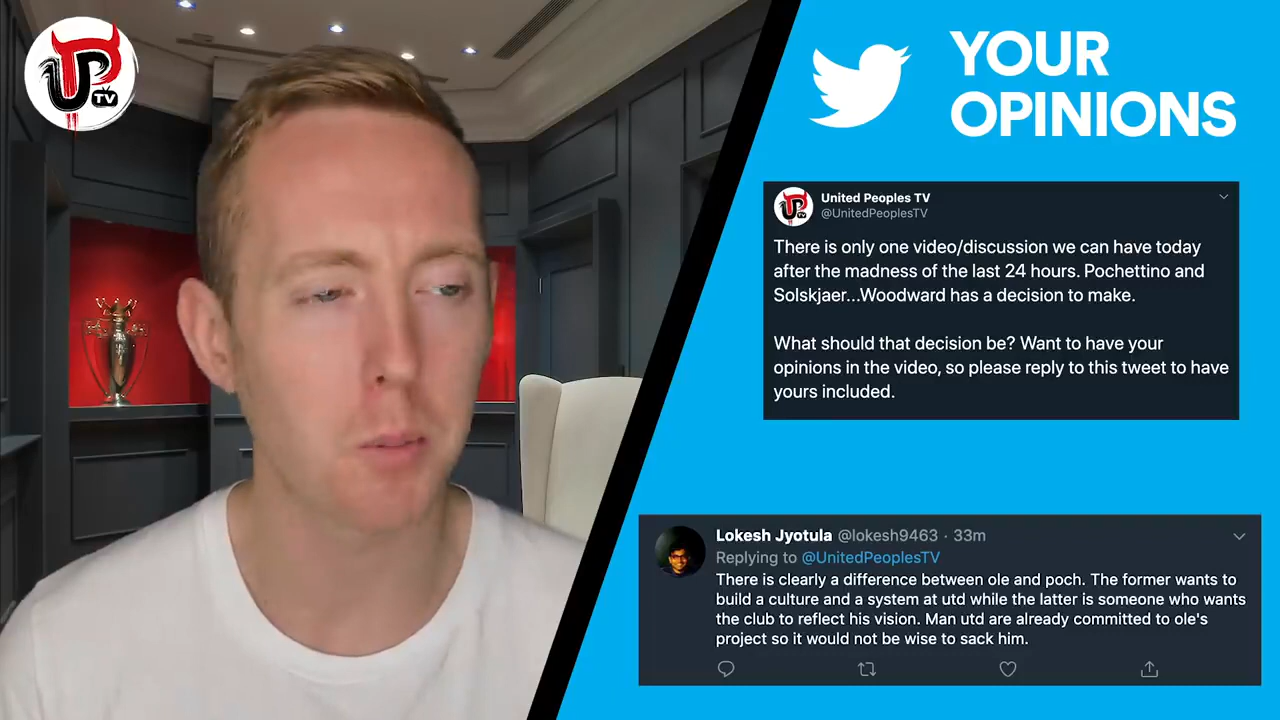 UP
TV
YOUR
OPINIONS
UP
TV
United Peoples TV
@UnitedPeoplesTV
There is only one video/discussion we can have today
after the madness of the last 24 hours. Pochettino and
Solskjaer...Woodward has a decision to make.
What should that decision be? Want to have your
opinions in the video, so please reply to this tweet to have
yours included.
Lokesh Jyotula @lokesh9463 · 33m
Replying to @UnitedPeoplesTV
There is clearly a difference between ole and poch. The former wants to
build a culture and a system at utd while the latter is someone who wants
the club to reflect his vision. Man utd are already committed to ole's
project so it would not be wise to sack him.